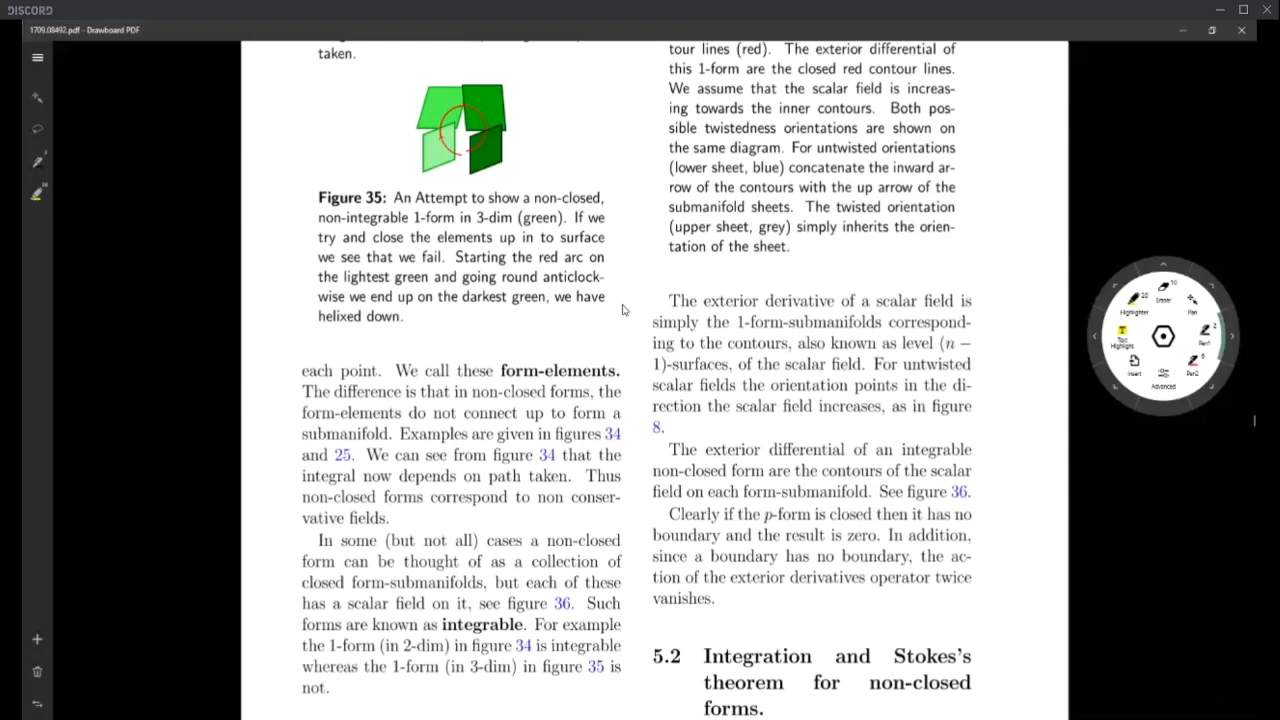 DISCORD
1709.08492.pdf - Drawboard PDF
taken.
Figure 35: An Attempt to show a non-closed,
non-integrable 1-form in 3-dim (green). If we
try and close the elements up in to surface
we see that we fail. Starting the red arc on
the lightest green and going round anticlock-
wise we end up on the darkest green, we have
helixed down.
each point. We call these form-elements.
The difference is that in non-closed forms, the
form-elements do not connect up to form a
submanifold. Examples are given in figures 34
and 25. We can see from figure 34 that the
integral now depends on path taken. Thus
non-closed forms correspond to non conser-
vative fields.
In some (but not all) cases a non-closed
form can be thought of as a collection of
closed form-submanifolds, but each of these
has a scalar field on it, see figure 36. Such
forms are known as integrable. For example
the 1-form (in 2-dim) in figure 34 is integrable
whereas the 1-form (in 3-dim) in figure 35 is
not.
tour lines (red). The exterior differential of
this 1-form are the closed red contour lines.
We assume that the scalar field is increas-
ing towards the inner contours. Both pos-
sible twistedness orientations are shown on
the same diagram. For untwisted orientations
(lower sheet, blue) concatenate the inward ar-
row of the contours with the up arrow of the
submanifold sheets. The twisted orientation
(upper sheet, grey) simply inherits the orien-
tation of the sheet.
The exterior derivative of a scalar field is
simply the 1-form-submanifolds correspond-
ing to the contours, also known as level (n −
1)-surfaces, of the scalar field. For untwisted
scalar fields the orientation points in the di-
rection the scalar field increases, as in figure
8.
The exterior differential of an integrable
non-closed form are the contours of the scalar
field on each form-submanifold. See figure 36.
Clearly if the p-form is closed then it has no
boundary and the result is zero. In addition,
since a boundary has no boundary, the ac-
tion of the exterior derivatives operator twice
vanishes.
5.2 Integration and Stokes's
theorem for non-closed
forms.
Eraser
Highlighter
Pan
Text
Highlight
Pen1
Insert
Pen2
Advanced